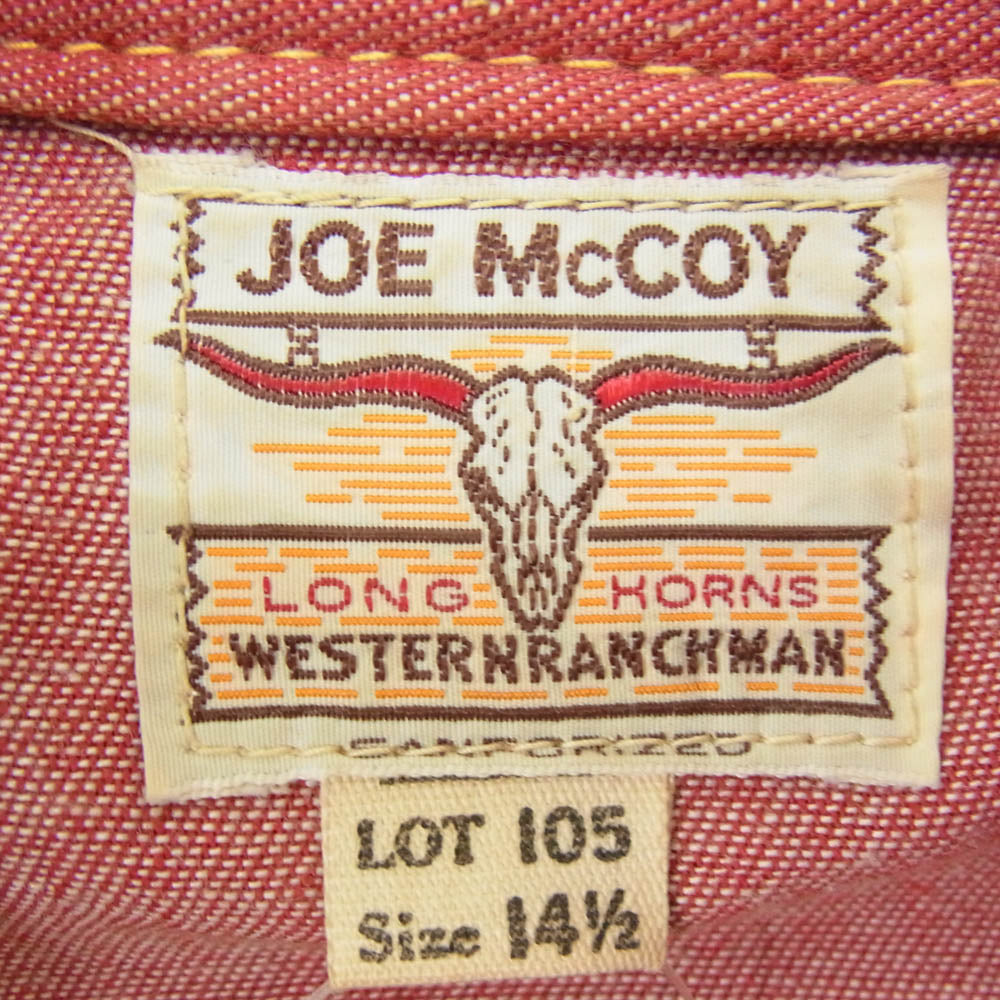 JOE McCOY
LONG HORNS
WESTERNRANCHMAN
SANFORIZED
LOT 105
Size 14½